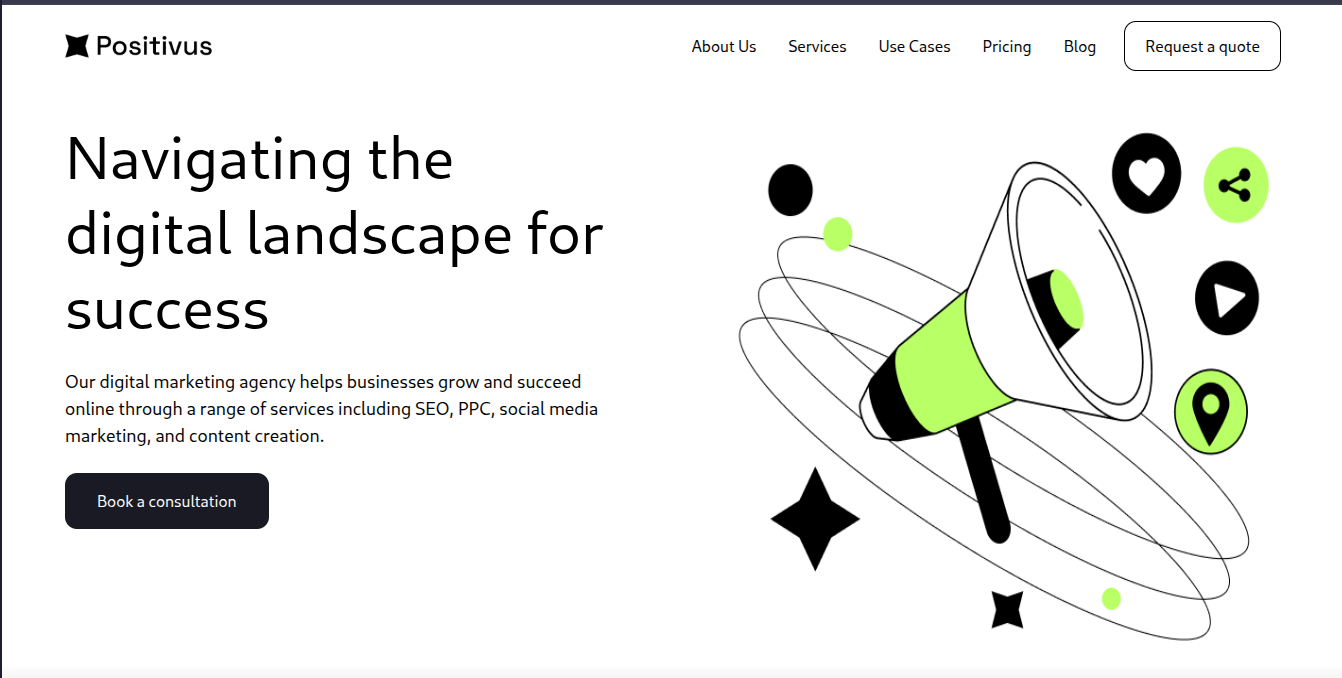 Positivus
About Us
Services
Use Cases
Pricing
Blog
Request a quote
Navigating the
digital landscape for
success
Our digital marketing agency helps businesses grow and succeed
online through a range of services including SEO, PPC, social media
marketing, and content creation.
Book a consultation